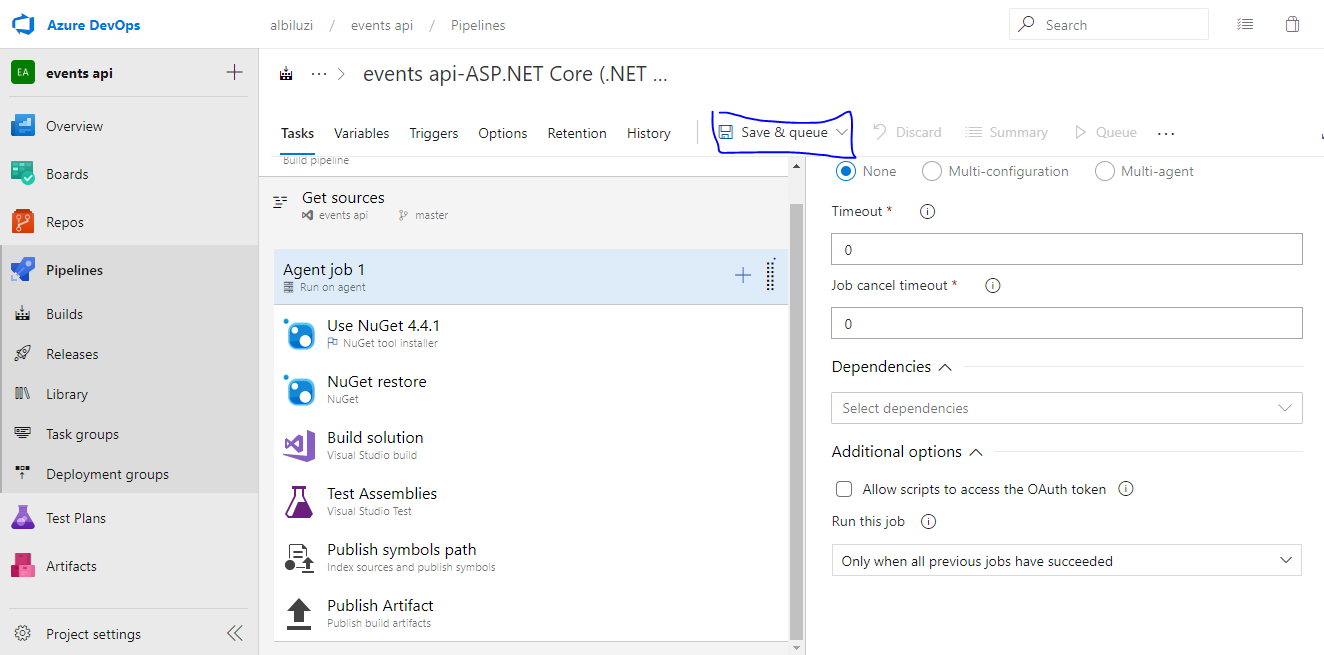 Azure DevOps
albiluzi / events api / Pipelines
Search
EA events api
Overview
Boards
Repos
Pipelines
Builds
Releases
Library
Task groups
Deployment groups
Test Plans
Artifacts
Project settings
... > events api-ASP.NET Core (.NET ...
Tasks Variables Triggers Options Retention History
Save & queue Discard Summary Queue ...
Build pipeline
Get sources
events api master
Agent job 1
Run on agent
Use NuGet 4.4.1
NuGet tool installer
NuGet restore
NuGet
Build solution
Visual Studio build
Test Assemblies
Visual Studio Test
Publish symbols path
Index sources and publish symbols
Publish Artifact
Publish build artifacts
None Multi-configuration Multi-agent
Timeout *
0
Job cancel timeout *
0
Dependencies
Select dependencies
Additional options
Allow scripts to access the OAuth token
Run this job
Only when all previous jobs have succeeded